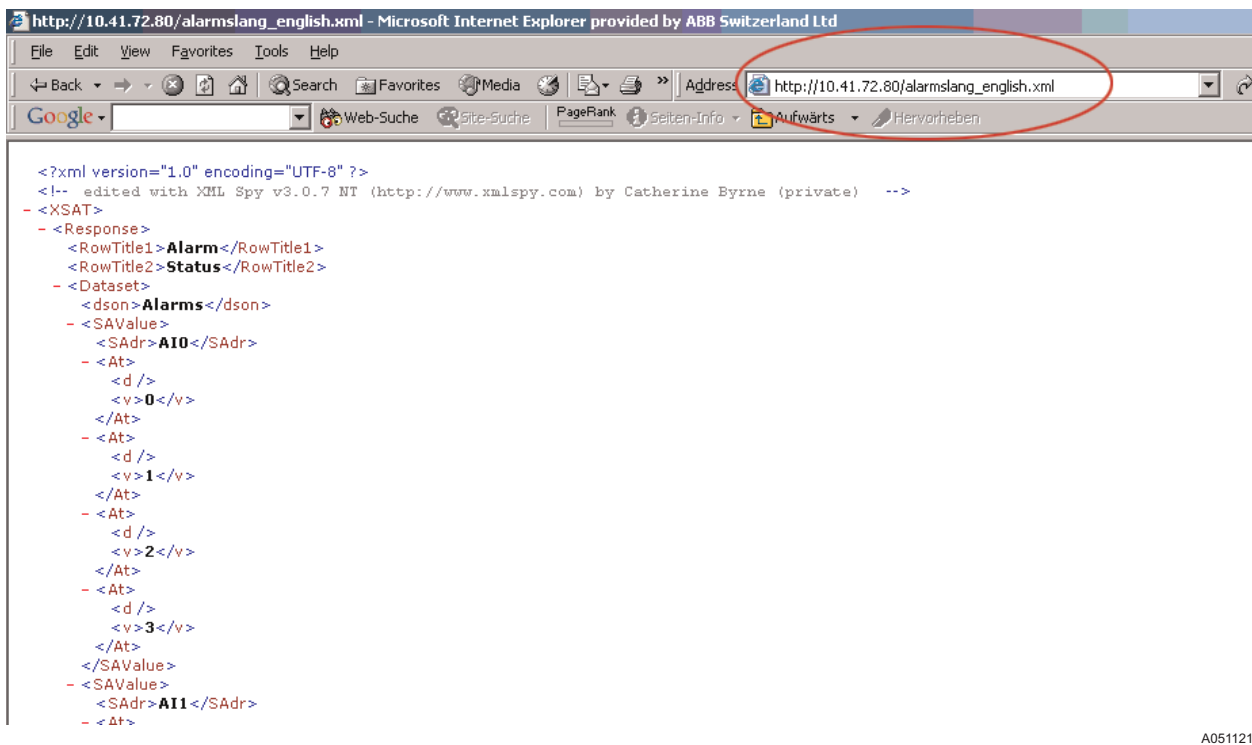 http://10.41.72.80/alarmslang_english.xml - Microsoft Internet Explorer provided by ABB Switzerland Ltd
File Edit View Favorites Tools Help
Back Search Favorites Media » Address http://10.41.72.80/alarmslang_english.xml
Google Web-Suche Site-Suche PageRank Seiten-Info Aufwärts Hervorheben
<?xml version="1.0" encoding="UTF-8" ?>
<!-- edited with XML Spy v3.0.7 NT (http://www.xmlspy.com) by Catherine Byrne (private) -->
- <XSAT>
- <Response>
<RowTitle1>Alarm</RowTitle1>
<RowTitle2>Status</RowTitle2>
- <Dataset>
<dson>Alarms</dson>
- <SAValue>
<SAdr>AI0</SAdr>
- <At>
<d />
<v>0</v>
</At>
- <At>
<d />
<v>1</v>
</At>
- <At>
<d />
<v>2</v>
</At>
- <At>
<d />
<v>3</v>
</At>
</SAValue>
- <SAValue>
<SAdr>AI1</SAdr>
- <At>
A051121